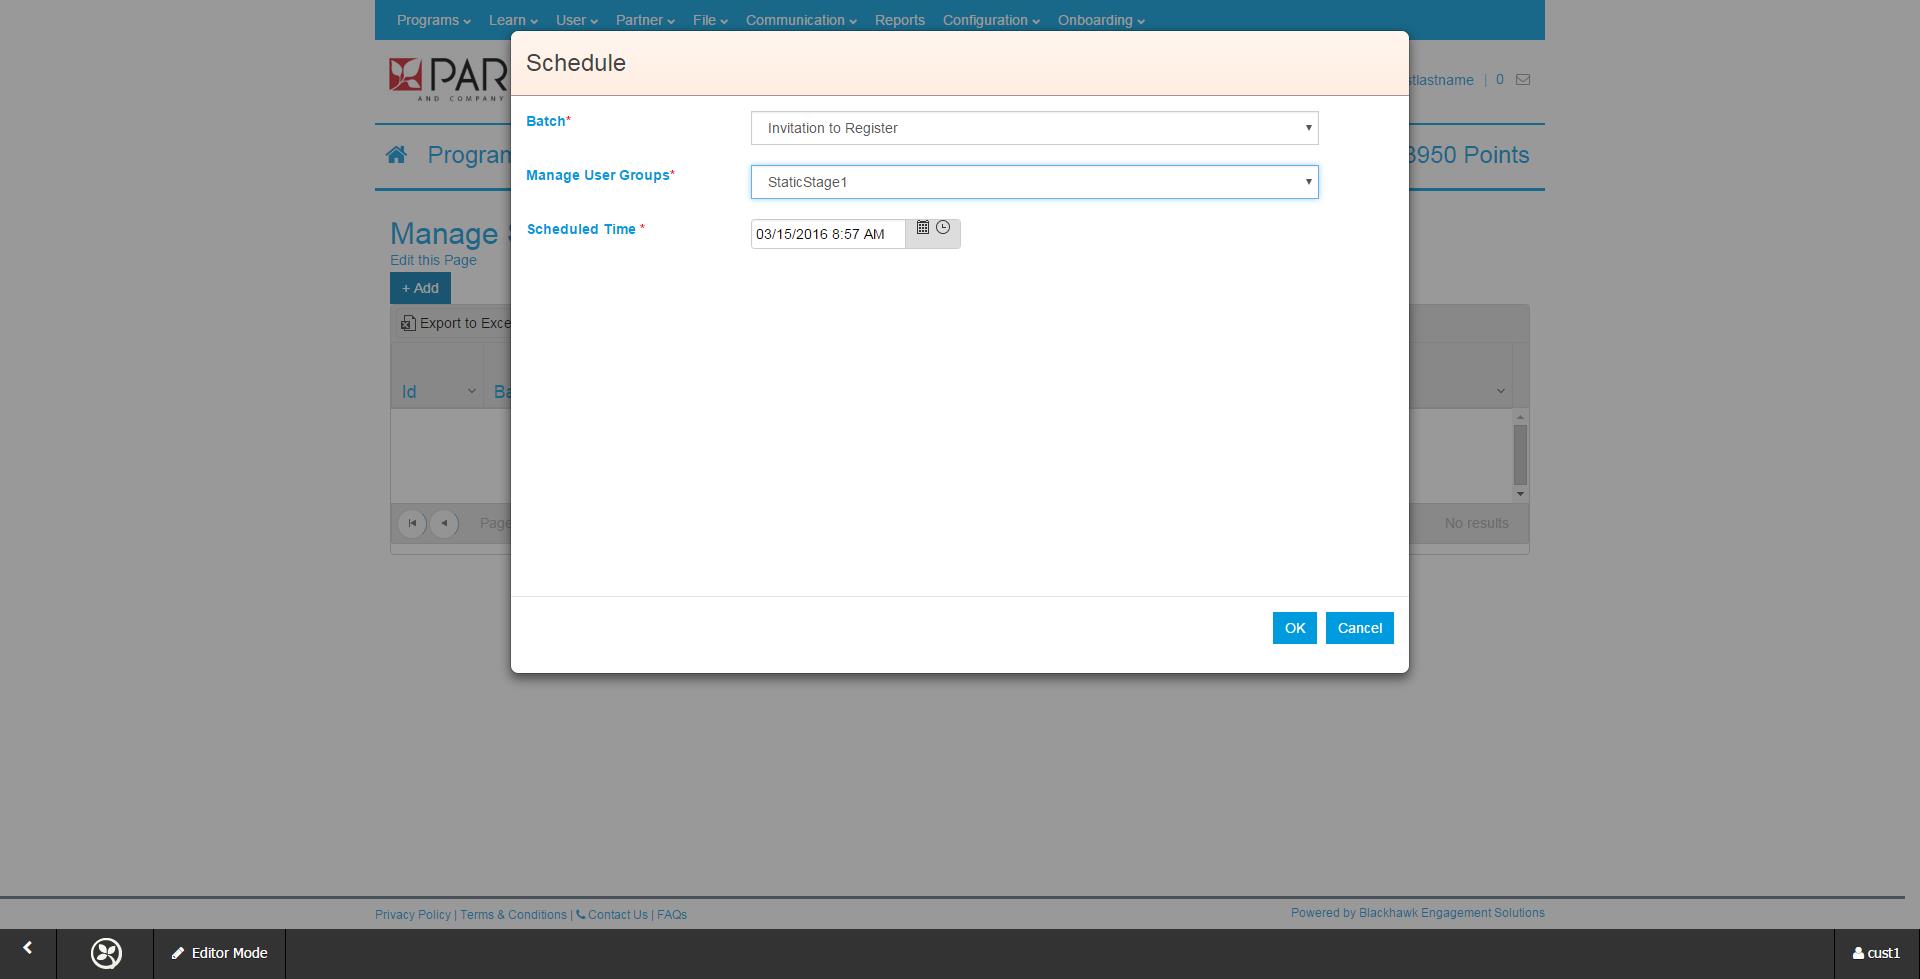 Programs Learn User Partner File Communication Reports Configuration Onboarding
Schedule
PAR
AND COMPANY
stlastname | 0
Batch*
Invitation to Register
Program
3950 Points
Manage User Groups*
StaticStage1
Scheduled Time *
03/15/2016 8:57 AM
Manage
Edit this Page
+ Add
Export to Exce
Id
Ba
Page
No results
OK Cancel
Privacy Policy | Terms & Conditions | Contact Us | FAQs
Powered by Blackhawk Engagement Solutions
Editor Mode
cust1